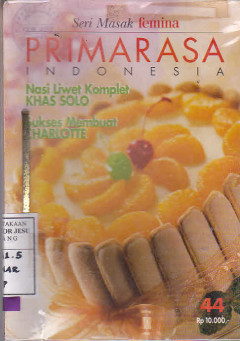 Seri Masak femina
PRIMARASA
INDONESIA
Nasi Liwet Komplet
KHAS SOLO
Sukses Membuat
CHARLOTTE
44
Rp 10.000,-